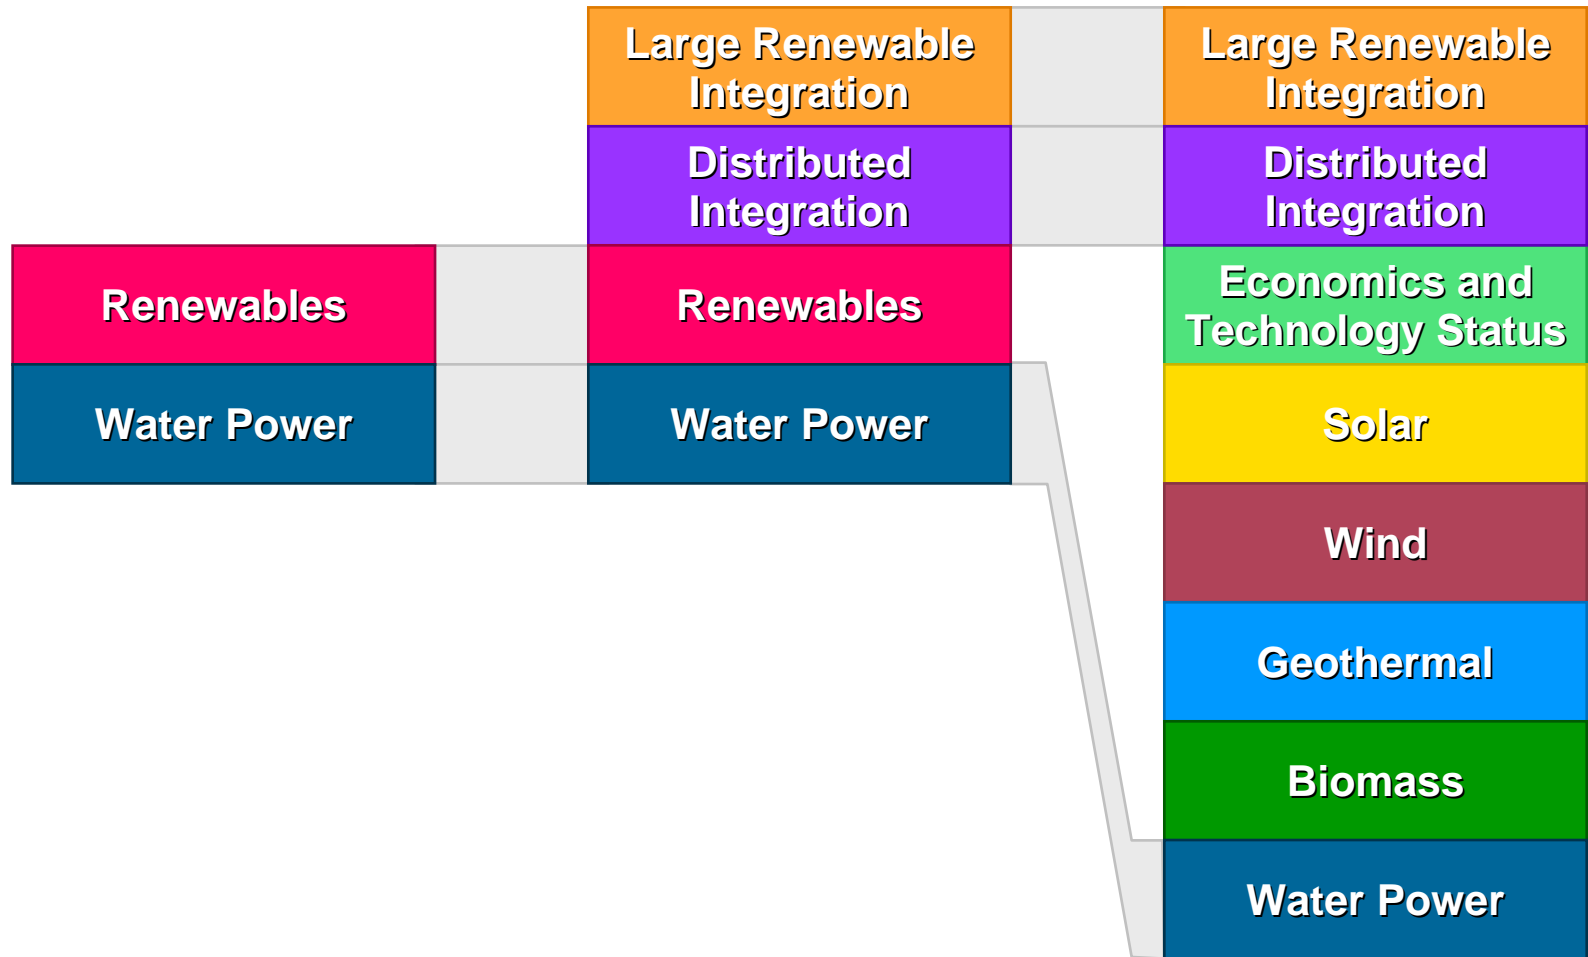 Renewables
Water Power
Large Renewable
Integration
Distributed
Integration
Renewables
Water Power
Large Renewable
Integration
Distributed
Integration
Economics and
Technology Status
Solar
Wind
Geothermal
Biomass
Water Power